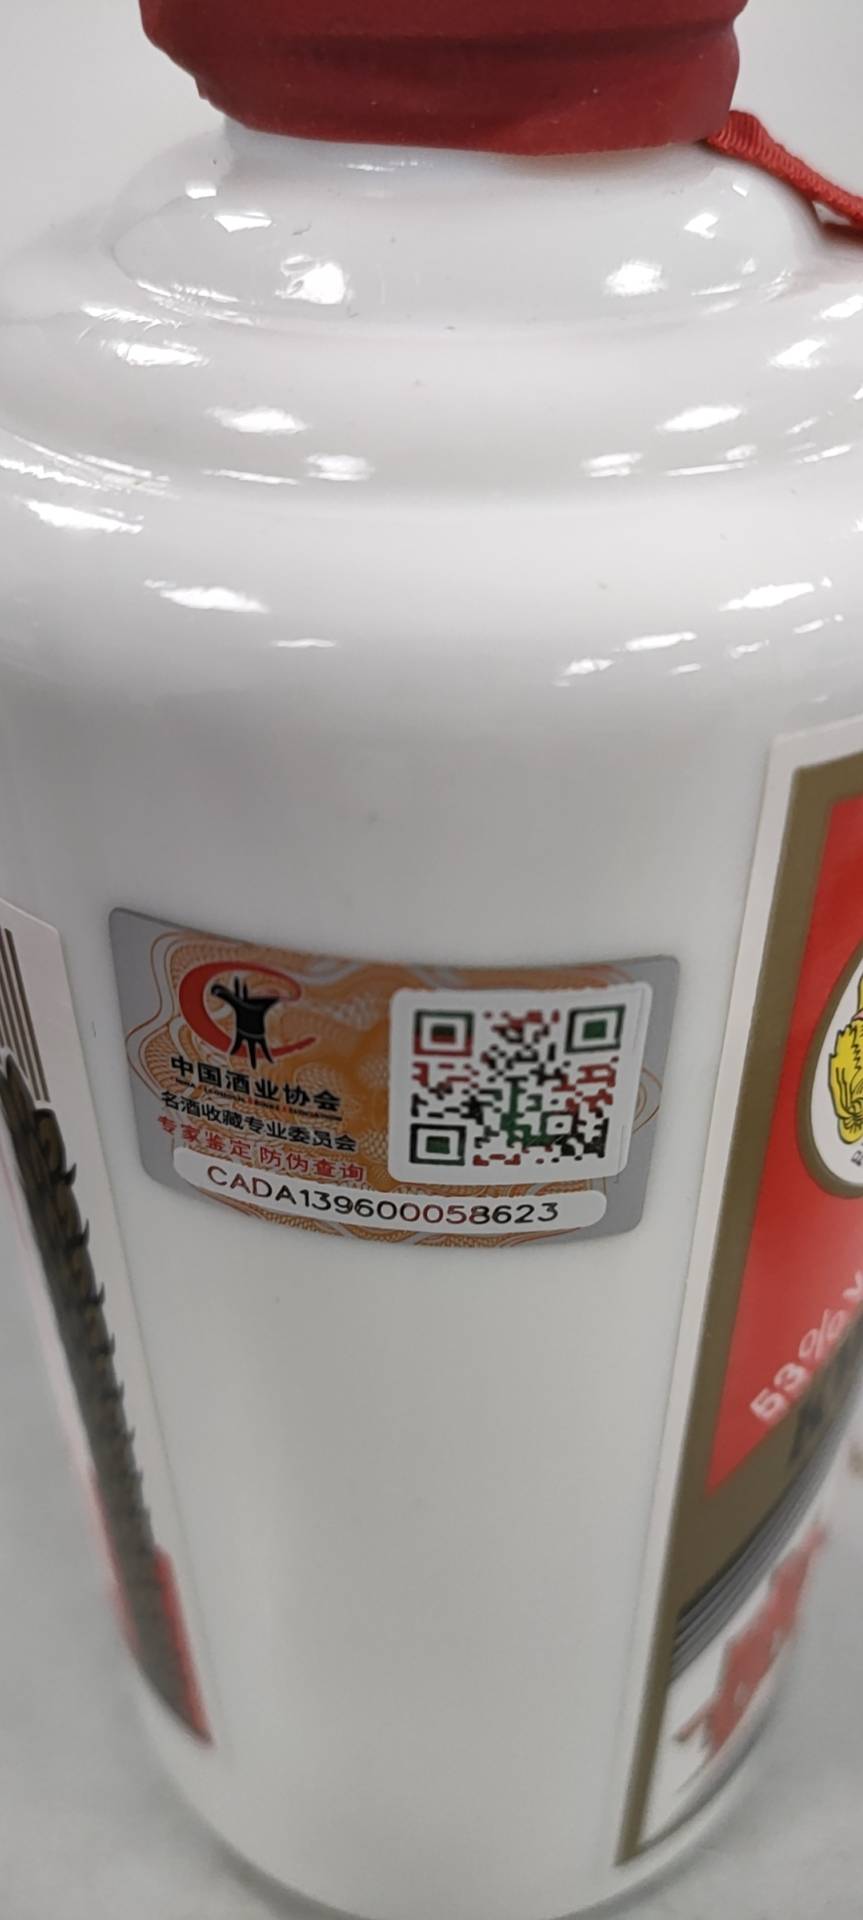 中国酒业协会
名酒收藏专业委员会
专家鉴定 防伪查询
CADA139600058623
53%